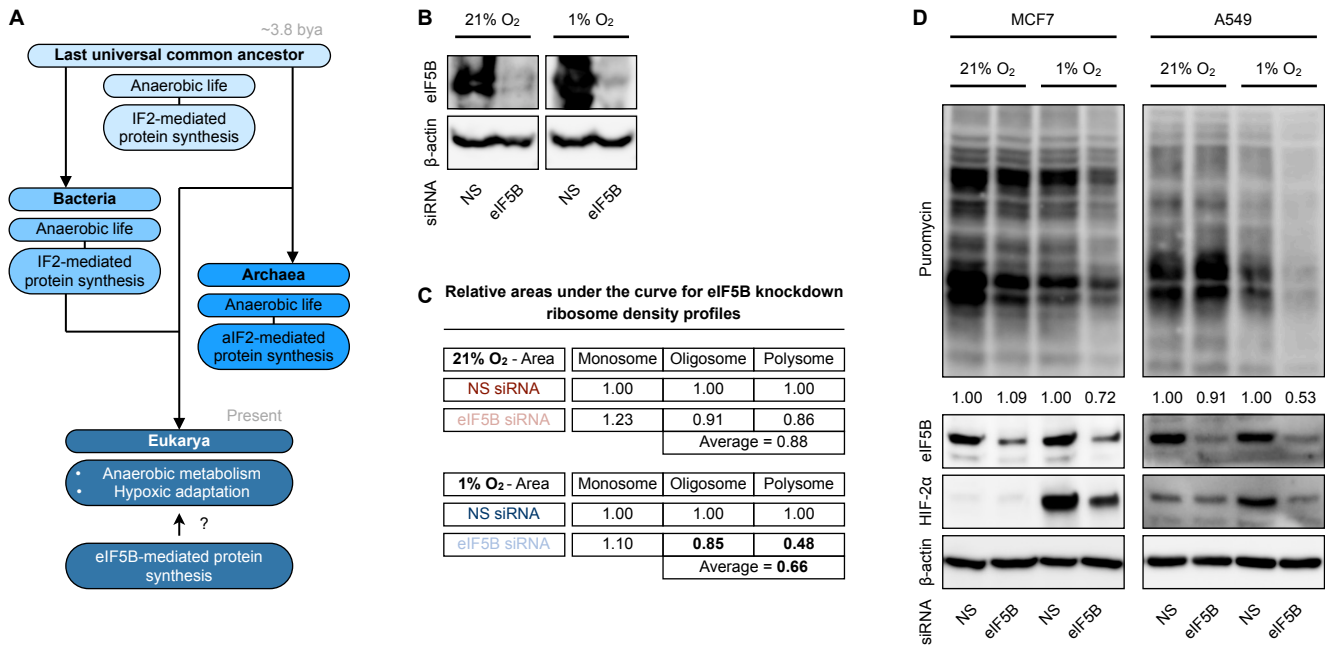 A
~3.8 bya
Last universal common ancestor
Anaerobic life
IF2-mediated
protein synthesis
Bacteria
Anaerobic life
IF2-mediated
protein synthesis
Archaea
Anaerobic life
aIF2-mediated
protein synthesis
Present
Eukarya
• Anaerobic metabolism
• Hypoxic adaptation
?
eIF5B-mediated protein
synthesis
B
21% O₂ 1% O₂
eIF5B
β-actin
siRNA NS eIF5B NS eIF5B
C Relative areas under the curve for eIF5B knockdown
ribosome density profiles
21% O₂ - Area Monosome Oligosome Polysome
NS siRNA 1.00 1.00 1.00
eIF5B siRNA 1.23 0.91 0.86
Average = 0.88
1% O₂ - Area Monosome Oligosome Polysome
NS siRNA 1.00 1.00 1.00
eIF5B siRNA 1.10 0.85 0.48
Average = 0.66
D
MCF7 A549
21% O₂ 1% O₂ 21% O₂ 1% O₂
Puromycin
1.00 1.09 1.00 0.72 1.00 0.91 1.00 0.53
eIF5B
HIF-2α
β-actin
siRNA NS eIF5B NS eIF5B NS eIF5B NS eIF5B